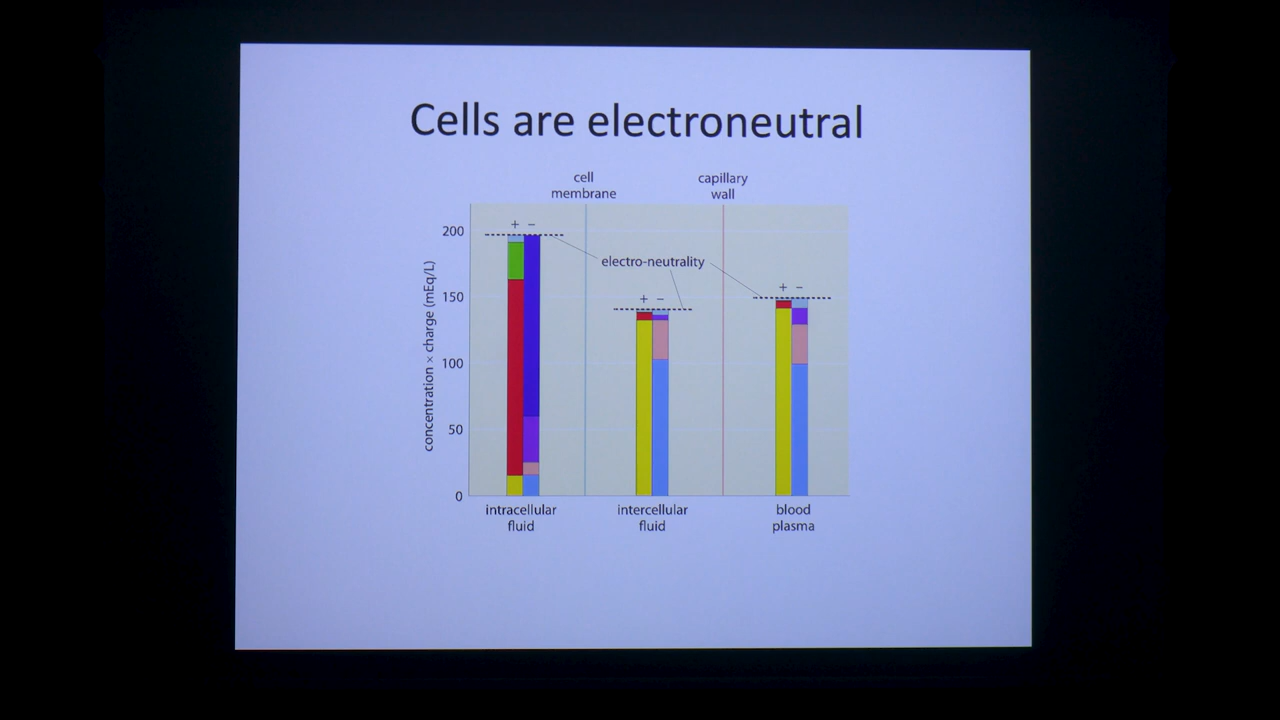 Cells are electroneutral
cell
membrane
capillary
wall
concentration × charge (mEq/L)
200
150
100
50
0
+ −
electro-neutrality
+ −
+ −
intracellular
fluid
intercellular
fluid
blood
plasma